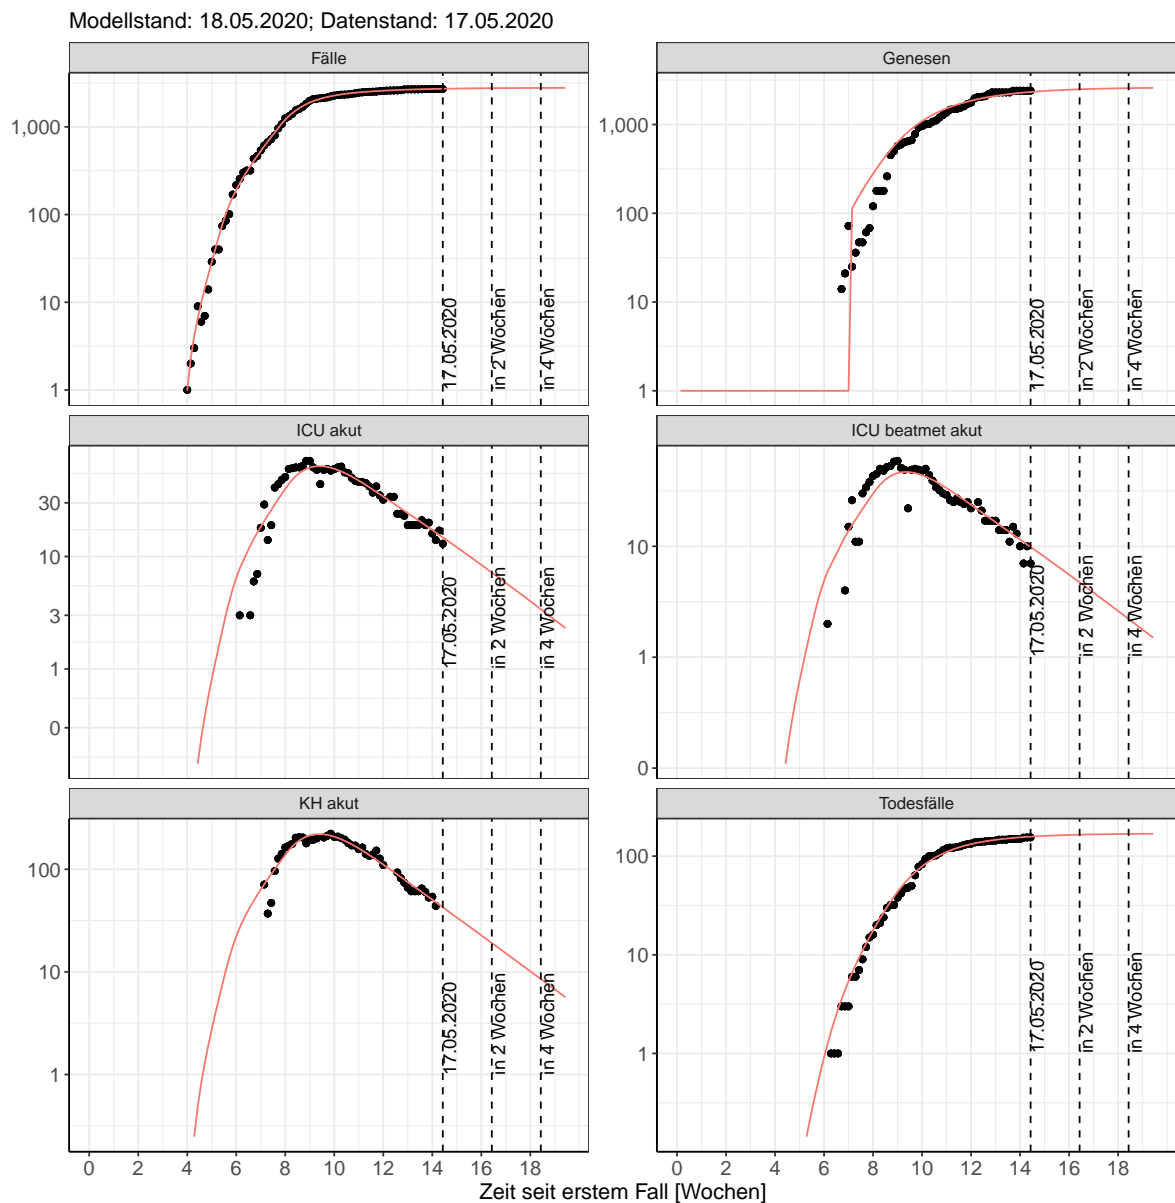 Modellstand: 18.05.2020; Datenstand: 17.05.2020
Fälle
Genesen
1,000
100
10
1
17.05.2020
in 2 Wochen
in 4 Wochen
1,000
100
10
1
17.05.2020
in 2 Wochen
in 4 Wochen
ICU akut
ICU beatmet akut
30
10
3
1
0
17.05.2020
in 2 Wochen
in 4 Wochen
10
1
0
17.05.2020
in 2 Wochen
in 4 Wochen
KH akut
Todesfälle
100
10
1
17.05.2020
in 2 Wochen
in 4 Wochen
100
10
1
17.05.2020
in 2 Wochen
in 4 Wochen
0 2 4 6 8 10 12 14 16 18
0 2 4 6 8 10 12 14 16 18
Zeit seit erstem Fall [Wochen]